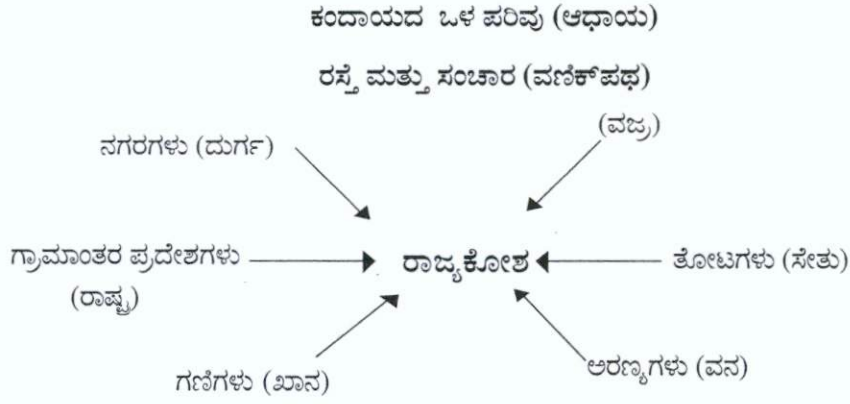 ಕಂದಾಯದ ಒಳ ಪರಿವು (ಆಧಾಯ)
ರಸ್ತೆ ಮತ್ತು ಸಂಚಾರ (ವಣಿಕ್‌ಪಥ)
(ವಜ್ರ)
ನಗರಗಳು (ದುರ್ಗ)
ಗ್ರಾಮಾಂತರ ಪ್ರದೇಶಗಳು
(ರಾಷ್ಟ್ರ)
ರಾಜ್ಯಕೋಶ
ತೋಟಗಳು (ಸೇತು)
ಗಣಿಗಳು (ಖಾನ)
ಅರಣ್ಯಗಳು (ವನ)